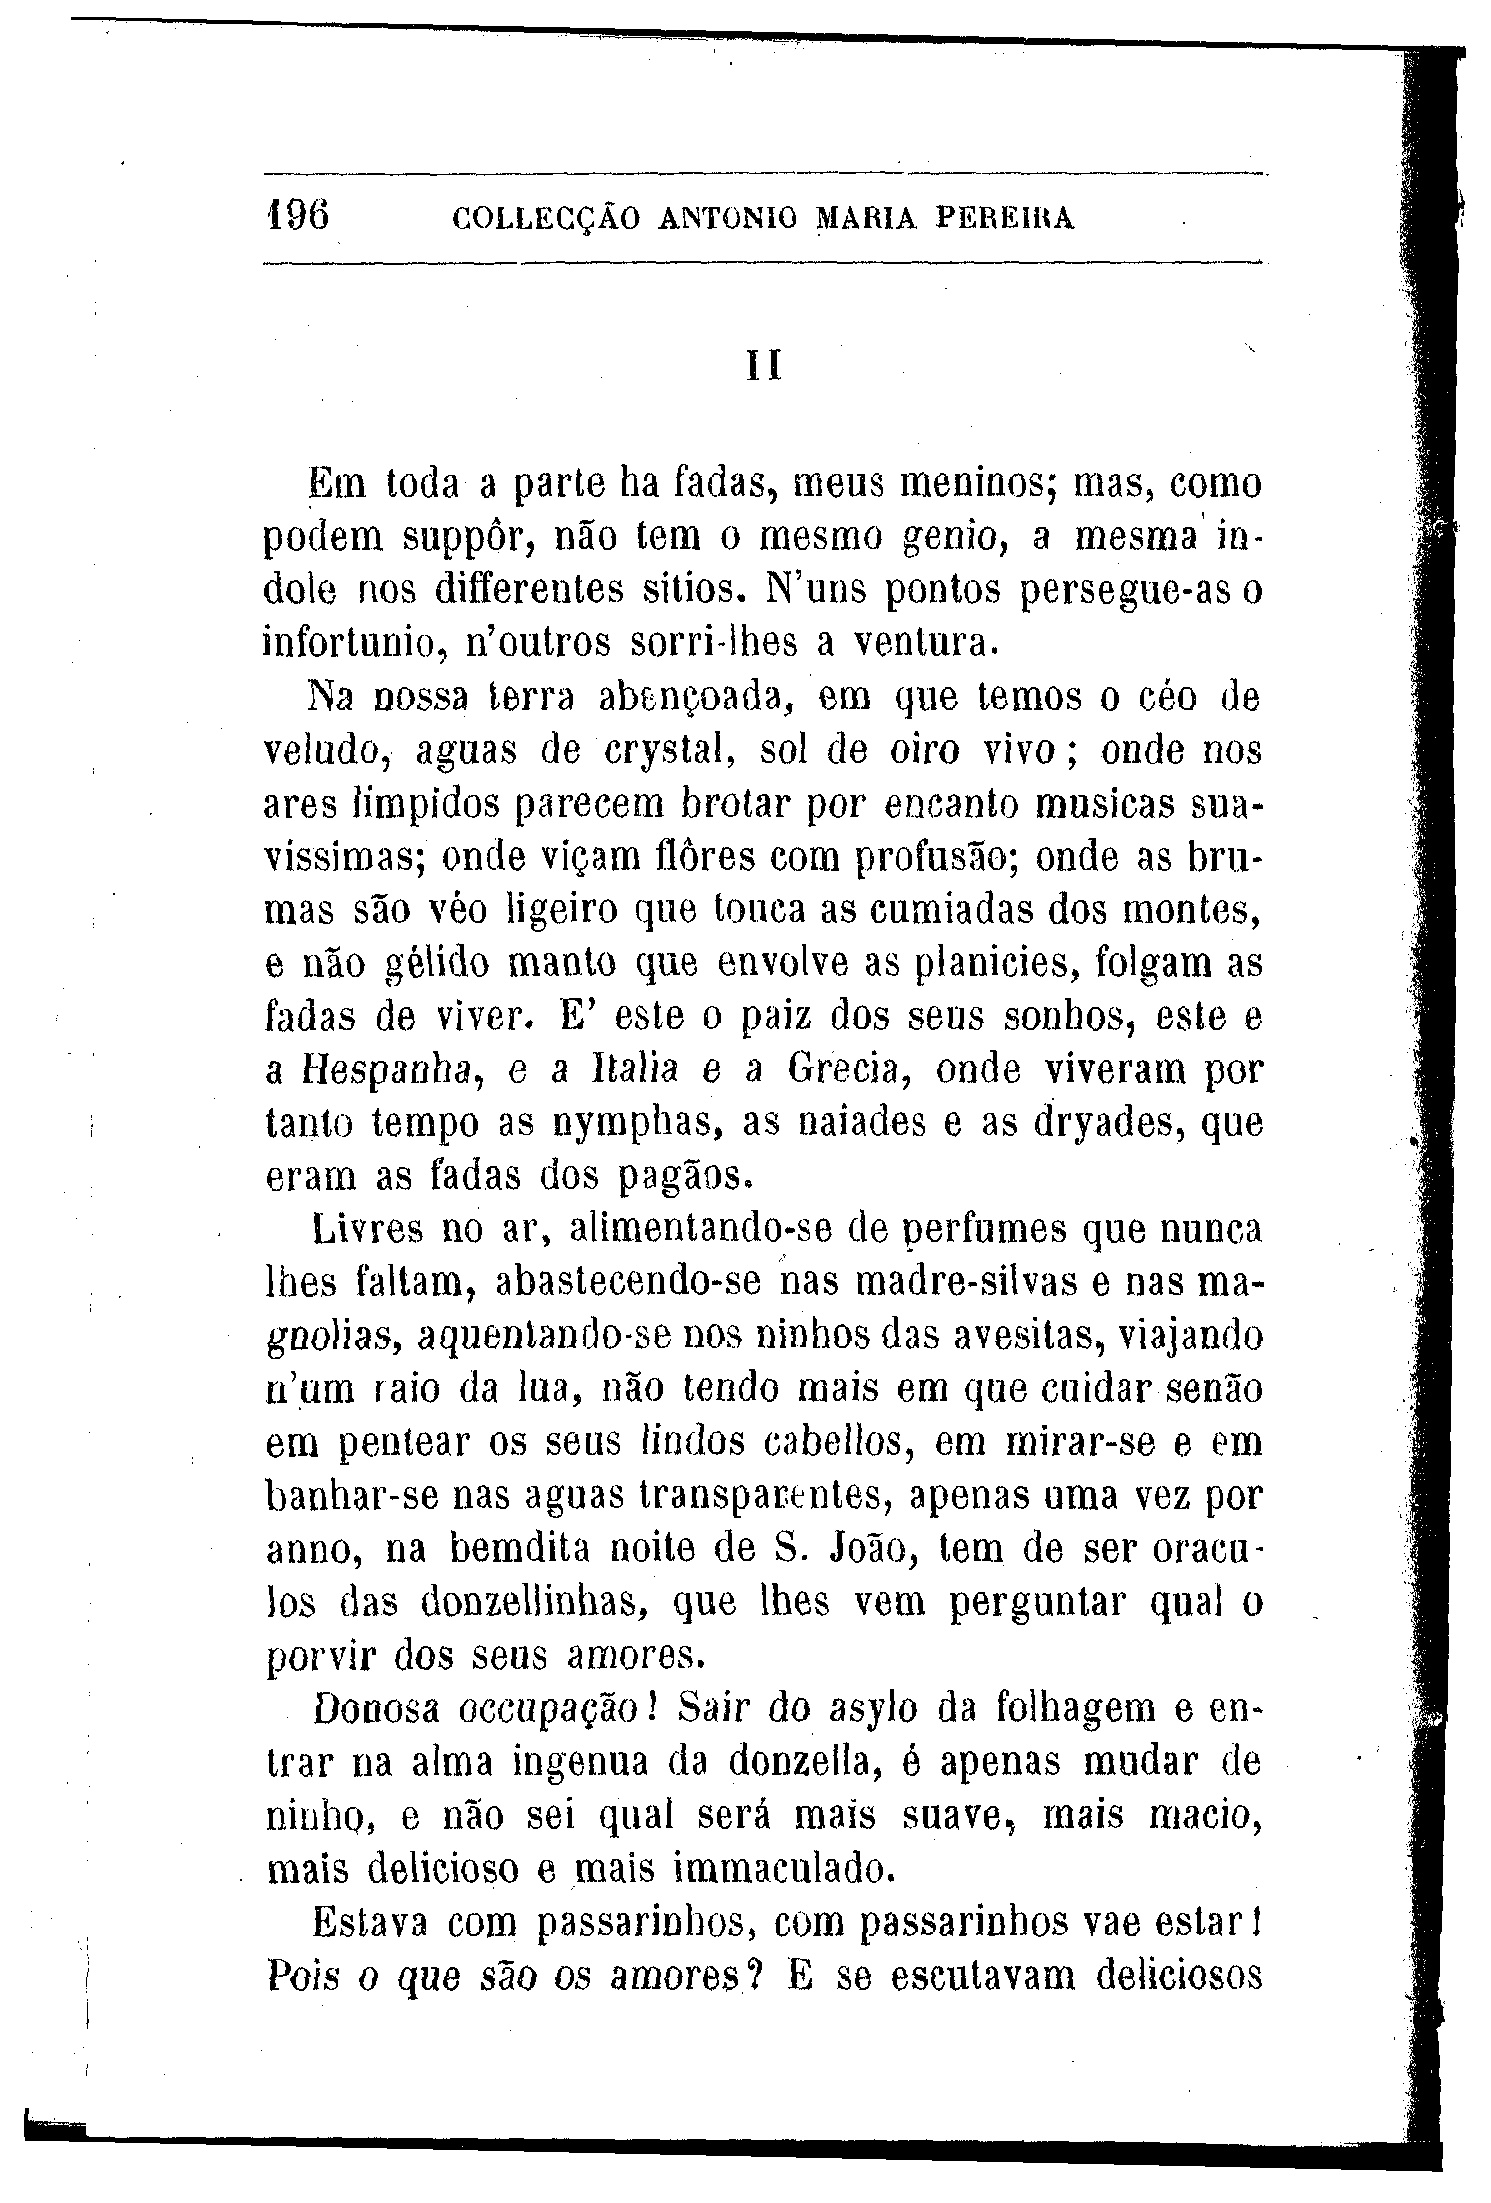 196 COLLECÇÃO ANTONIO MARIA PEREIRA
II
Em toda a parte ha fadas, meus meninos; mas, como
podem suppôr, não tem o mesmo genio, a mesma in-
dole nos differentes sitios. N'uns pontos persegue-as o
infortunio, n'outros sorri-lhes a ventura.
Na nossa terra abençoada, em que temos o céo de
veludo, aguas de crystal, sol de oiro vivo; onde nos
ares limpidos parecem brotar por encanto musicas sua-
vissimas; onde viçam flôres com profusão; onde as bru-
mas são véo ligeiro que touca as cumiadas dos montes,
e não gélido manto que envolve as planicies, folgam as
fadas de viver. E' este o paiz dos seus sonhos, este e
a Hespanha, e a Italia e a Grecia, onde viveram por
tanto tempo as nymphas, as naiades e as dryades, que
eram as fadas dos pagãos.
Livres no ar, alimentando-se de perfumes que nunca
lhes faltam, abastecendo-se nas madre-silvas e nas ma-
gnolias, aquentando-se nos ninhos das avesitas, viajando
n'um raio da lua, não tendo mais em que cuidar senão
em pentear os seus lindos cabellos, em mirar-se e em
banhar-se nas aguas transparentes, apenas uma vez por
anno, na bemdita noite de S. João, tem de ser oracu-
los das donzellinhas, que lhes vem perguntar qual o
porvir dos seus amores.
Donosa occupação! Sair do asylo da folhagem e en-
trar na alma ingenua da donzella, é apenas mudar de
ninho, e não sei qual será mais suave, mais macio,
mais delicioso e mais immaculado.
Estava com passarinhos, com passarinhos vae estar!
Pois o que são os amores? E se escutavam deliciosos